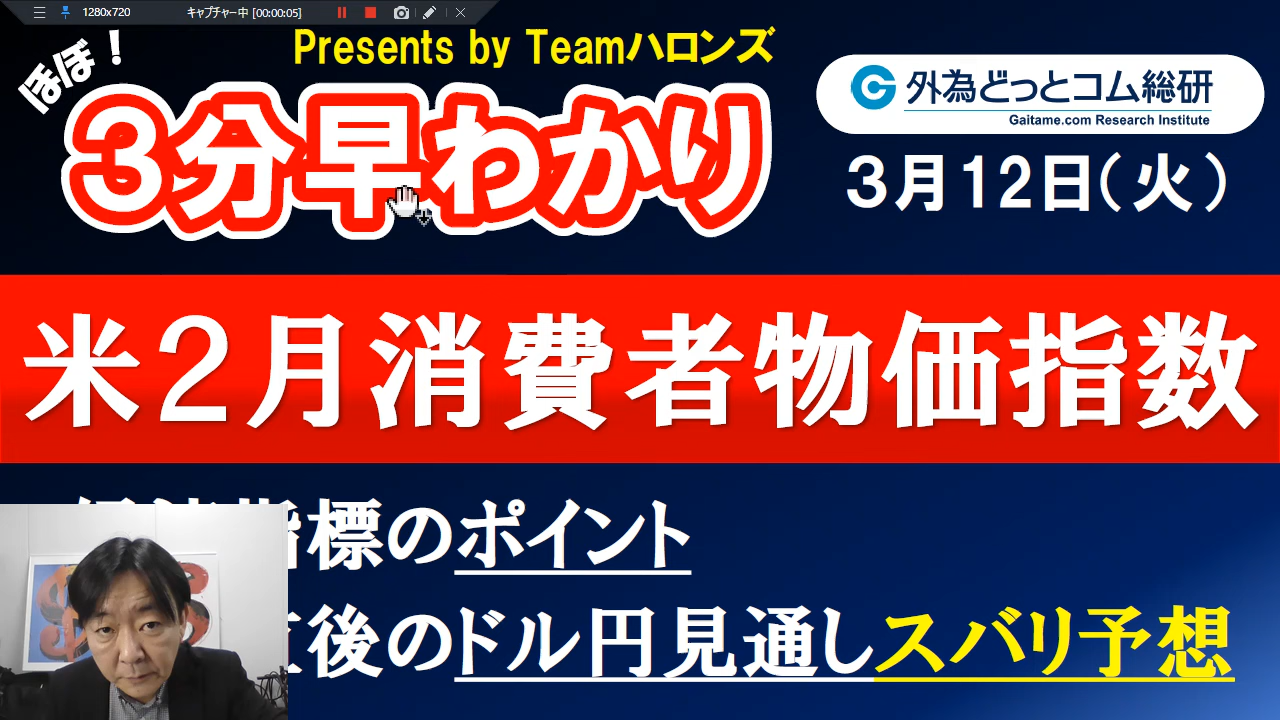 1280x720
キャプチャー中 [00:00:05]
Presents by Teamハロンズ
ほぼ！
3分早わかり
外為どっとコム総研
Gaitame.com Research Institute
3月12日（火）
米2月消費者物価指数
指標のポイント
後のドル円見通しズバリ予想